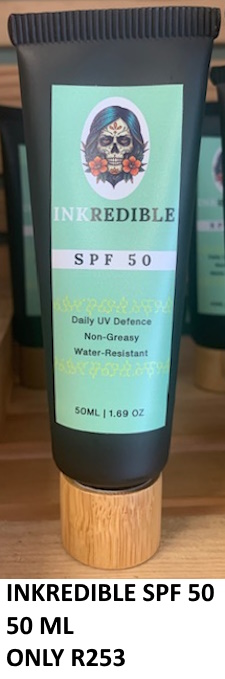 INKREDIBLE
SPF 50
Daily UV Defence
Non-Greasy
Water-Resistant
50ML | 1.69 OZ
INKREDIBLE SPF 50
50 ML
ONLY R253